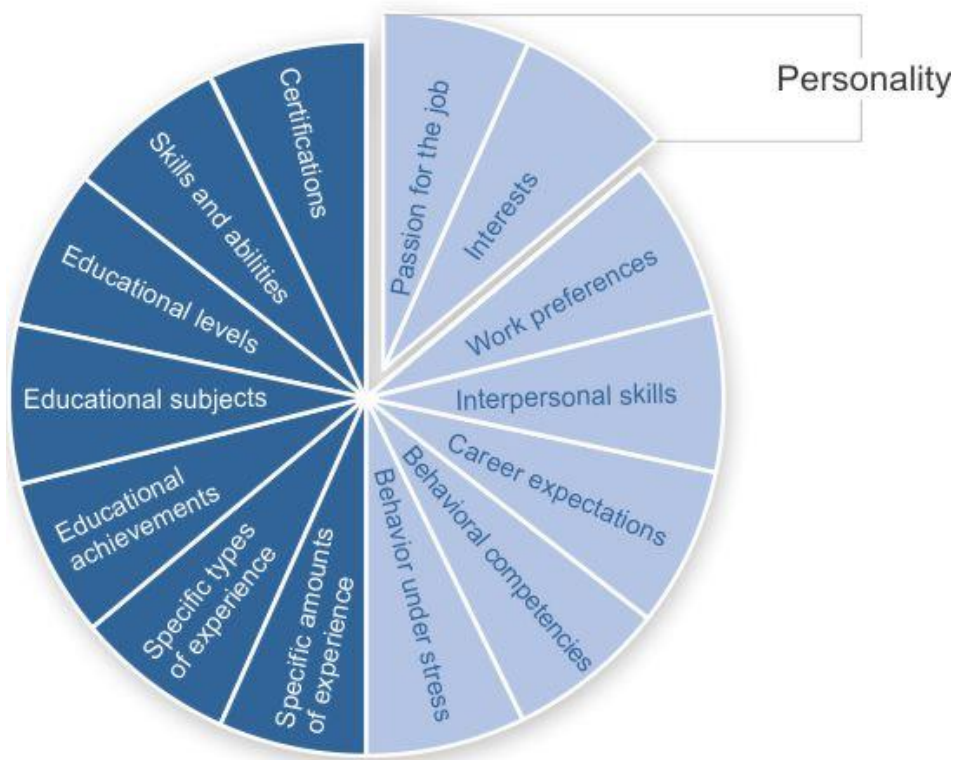 Personality
Passion for the job
Interests
Work preferences
Interpersonal skills
Career expectations
Behavioral competencies
Behavior under stress
Specific amounts
of experience
Specific types
of experience
Educational
achievements
Educational subjects
Educational levels
Skills and abilities
Certifications